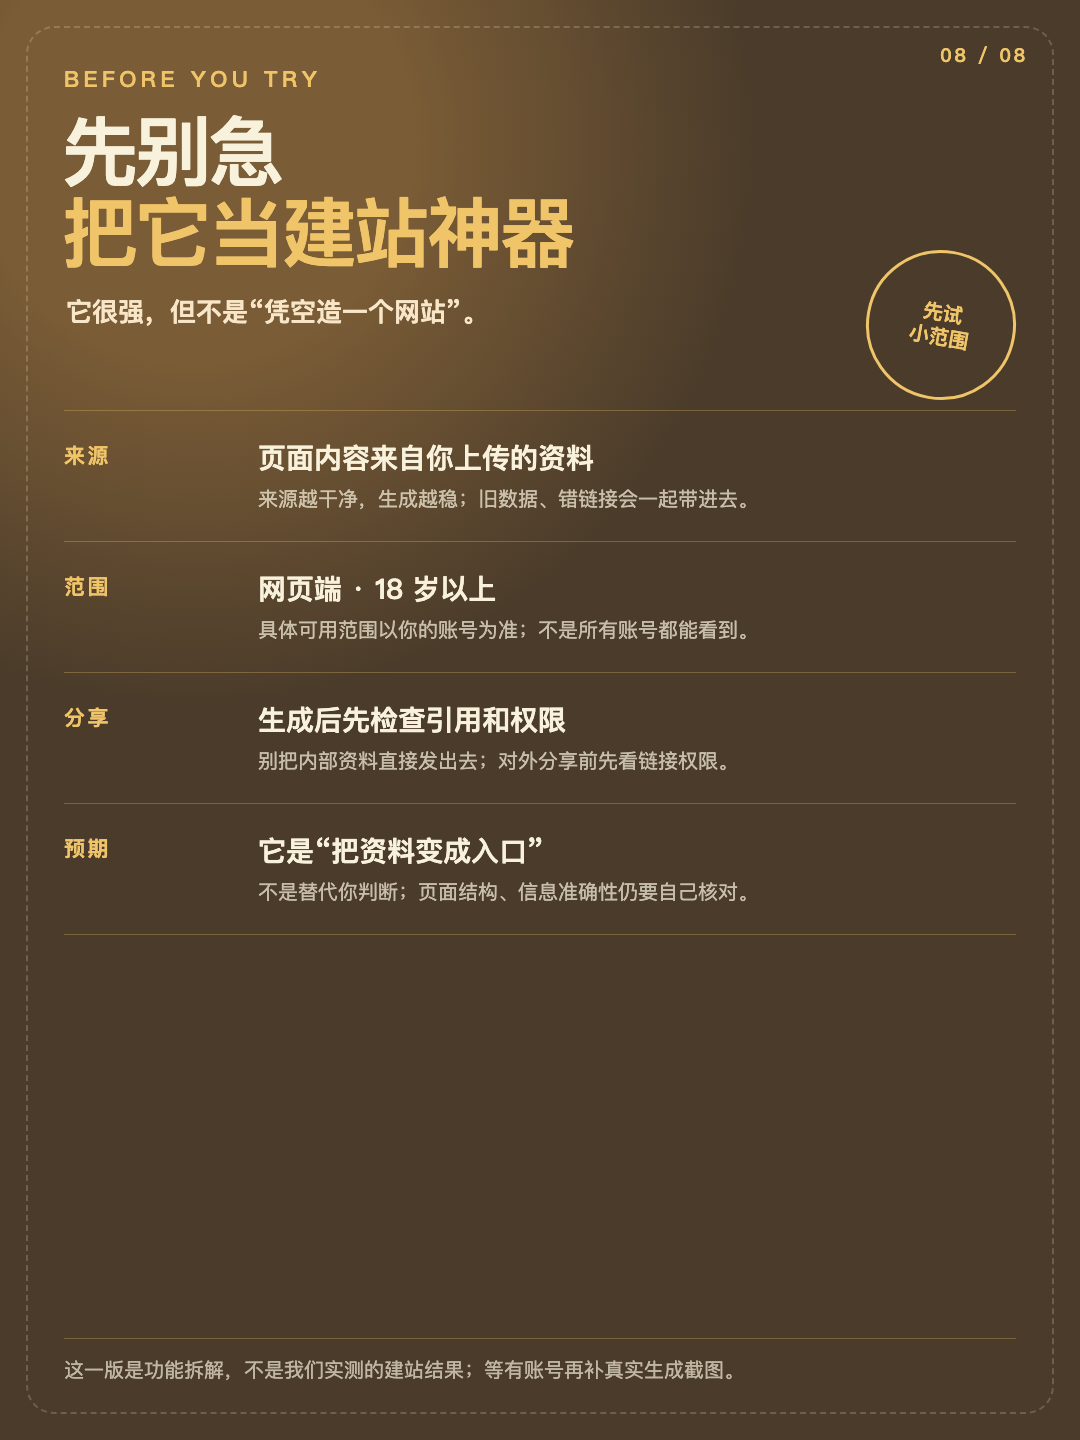 08 / 08
BEFORE YOU TRY
先别急
把它当建站神器
它很强，但不是“凭空造一个网站”。
先试
小范围
来源
页面内容来自你上传的资料
来源越干净，生成越稳；旧数据、错链接会一起带进去。
范围
网页端 · 18 岁以上
具体可用范围以你的账号为准；不是所有账号都能看到。
分享
生成后先检查引用和权限
别把内部资料直接发出去；对外分享前先看链接权限。
预期
它是“把资料变成入口”
不是替代你判断；页面结构、信息准确性仍要自己核对。
这一版是功能拆解，不是我们实测的建站结果；等有账号再补真实生成截图。